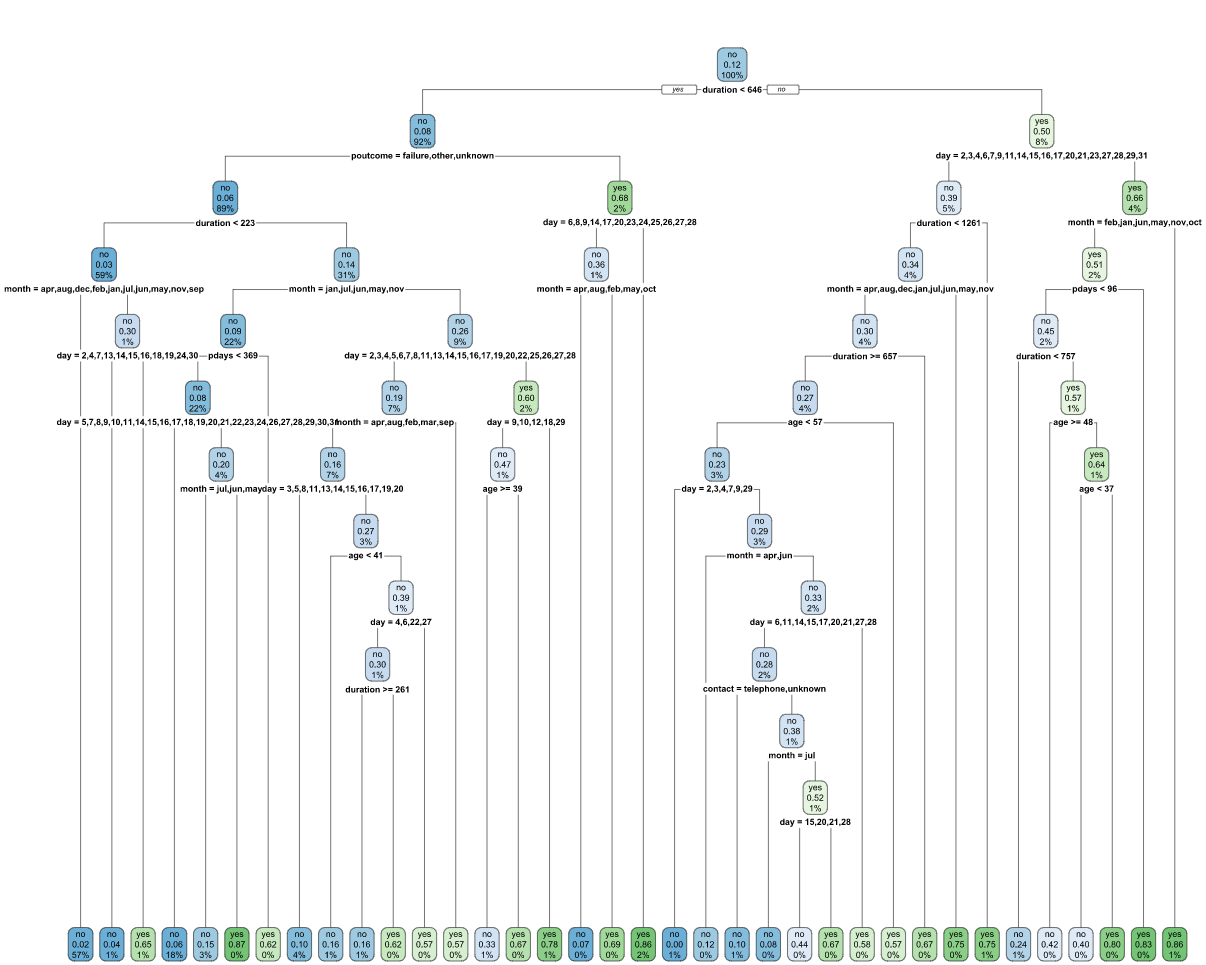 no
0.12
100%
yes duration < 646 no
no
0.08
92%
yes
0.50
8%
poutcome = failure,other,unknown
day = 2,3,4,6,7,9,11,14,15,16,17,20,21,23,27,28,29,31
no
0.06
89%
yes
0.68
2%
no
0.39
5%
yes
0.66
4%
duration < 223
day = 6,8,9,14,17,20,23,24,25,26,27,28
duration < 1261
month = feb,jan,jun,may,nov,oct
no
0.03
59%
no
0.14
31%
no
0.36
1%
no
0.34
4%
yes
0.51
2%
month = apr,aug,dec,feb,jan,jul,jun,may,nov,sep
month = jan,jul,jun,may,nov
month = apr,aug,feb,may,oct
month = apr,aug,dec,jan,jul,jun,may,nov
pdays < 96
no
0.30
1%
no
0.09
22%
no
0.26
9%
no
0.30
4%
no
0.45
2%
day = 2,4,7,13,14,15,16,18,19,24,30
pdays < 369
day = 2,3,4,5,6,7,8,11,13,14,15,16,17,19,20,22,25,26,27,28
duration >= 657
duration < 757
no
0.08
22%
no
0.19
7%
yes
0.60
2%
no
0.27
4%
yes
0.57
1%
day = 5,7,8,9,10,11,14,15,16,17,18,19,20,21,22,23,24,26,27,28,29,30,31
month = apr,aug,feb,mar,sep
day = 9,10,12,18,29
age < 57
age >= 48
no
0.20
4%
no
0.16
7%
no
0.47
1%
no
0.23
3%
yes
0.64
1%
month = jul,jun,may
day = 3,5,8,11,13,14,15,16,17,19,20
age >= 39
day = 2,3,4,7,9,29
age < 37
no
0.27
3%
no
0.29
3%
age < 41
month = apr,jun
no
0.39
1%
no
0.33
2%
day = 4,6,22,27
day = 6,11,14,15,17,20,21,27,28
no
0.30
1%
no
0.28
2%
duration >= 261
contact = telephone,unknown
no
0.38
1%
month = jul
yes
0.52
1%
day = 15,20,21,28
no
0.02
57%
no
0.04
1%
yes
0.65
1%
no
0.06
18%
no
0.15
3%
yes
0.87
0%
yes
0.62
0%
no
0.10
4%
no
0.16
1%
no
0.16
1%
yes
0.62
0%
yes
0.57
0%
yes
0.57
0%
no
0.33
1%
yes
0.67
0%
yes
0.78
1%
no
0.07
0%
yes
0.69
0%
yes
0.86
2%
no
0.00
1%
no
0.12
0%
no
0.10
1%
no
0.08
0%
no
0.44
0%
yes
0.67
0%
yes
0.58
0%
yes
0.57
0%
yes
0.67
0%
yes
0.75
0%
yes
0.75
1%
no
0.24
1%
no
0.42
0%
no
0.40
0%
yes
0.80
0%
yes
0.83
0%
yes
0.86
1%